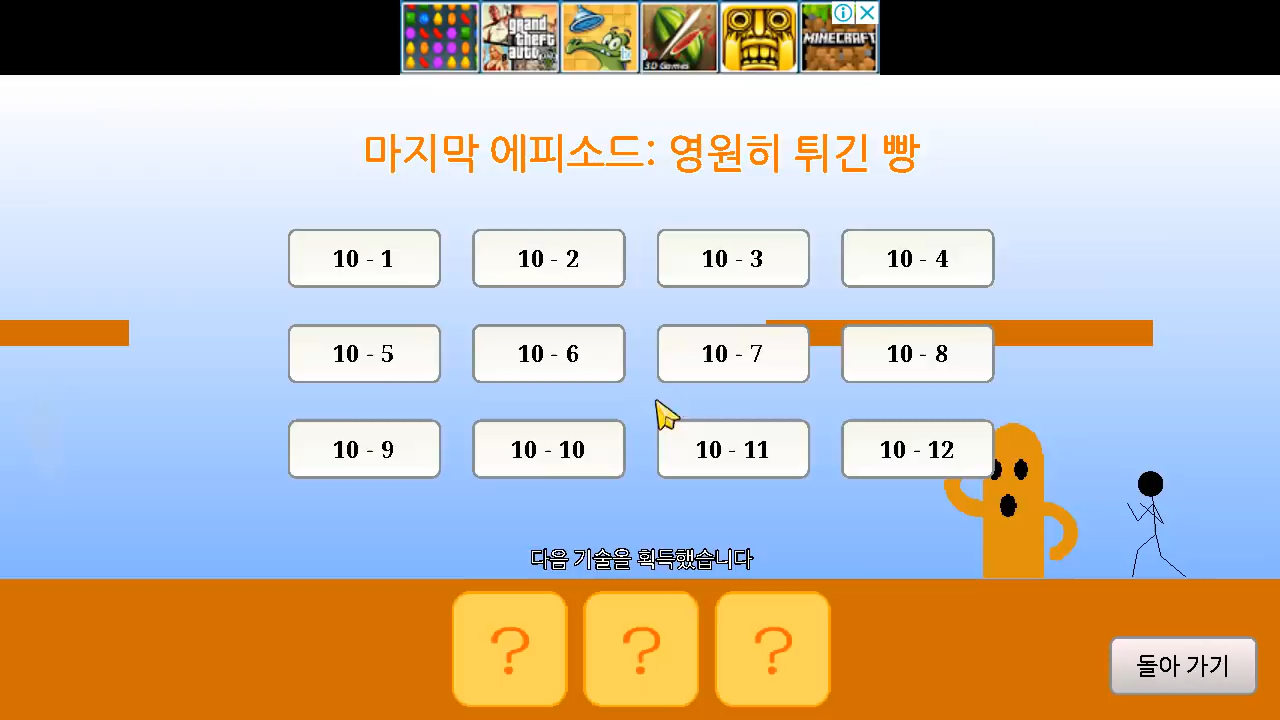 grand
theft
auto
3D Games
MINECRAFT
마지막 에피소드: 영원히 튀긴 빵
10 - 1
10 - 2
10 - 3
10 - 4
10 - 5
10 - 6
10 - 7
10 - 8
10 - 9
10 - 10
10 - 11
10 - 12
다음 기술을 획득했습니다
? ? ?
돌아 가기